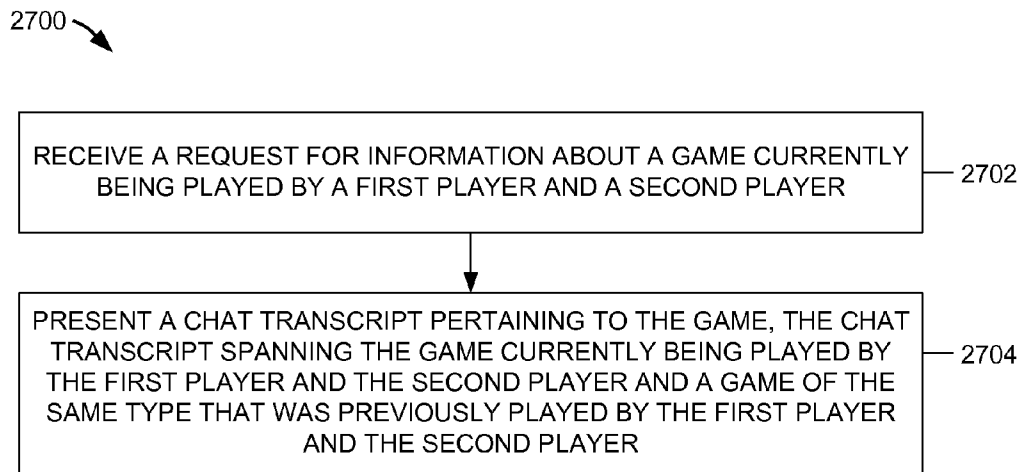 2700
RECEIVE A REQUEST FOR INFORMATION ABOUT A GAME CURRENTLY
BEING PLAYED BY A FIRST PLAYER AND A SECOND PLAYER
2702
PRESENT A CHAT TRANSCRIPT PERTAINING TO THE GAME, THE CHAT
TRANSCRIPT SPANNING THE GAME CURRENTLY BEING PLAYED BY
THE FIRST PLAYER AND THE SECOND PLAYER AND A GAME OF THE
SAME TYPE THAT WAS PREVIOUSLY PLAYED BY THE FIRST PLAYER
AND THE SECOND PLAYER
2704